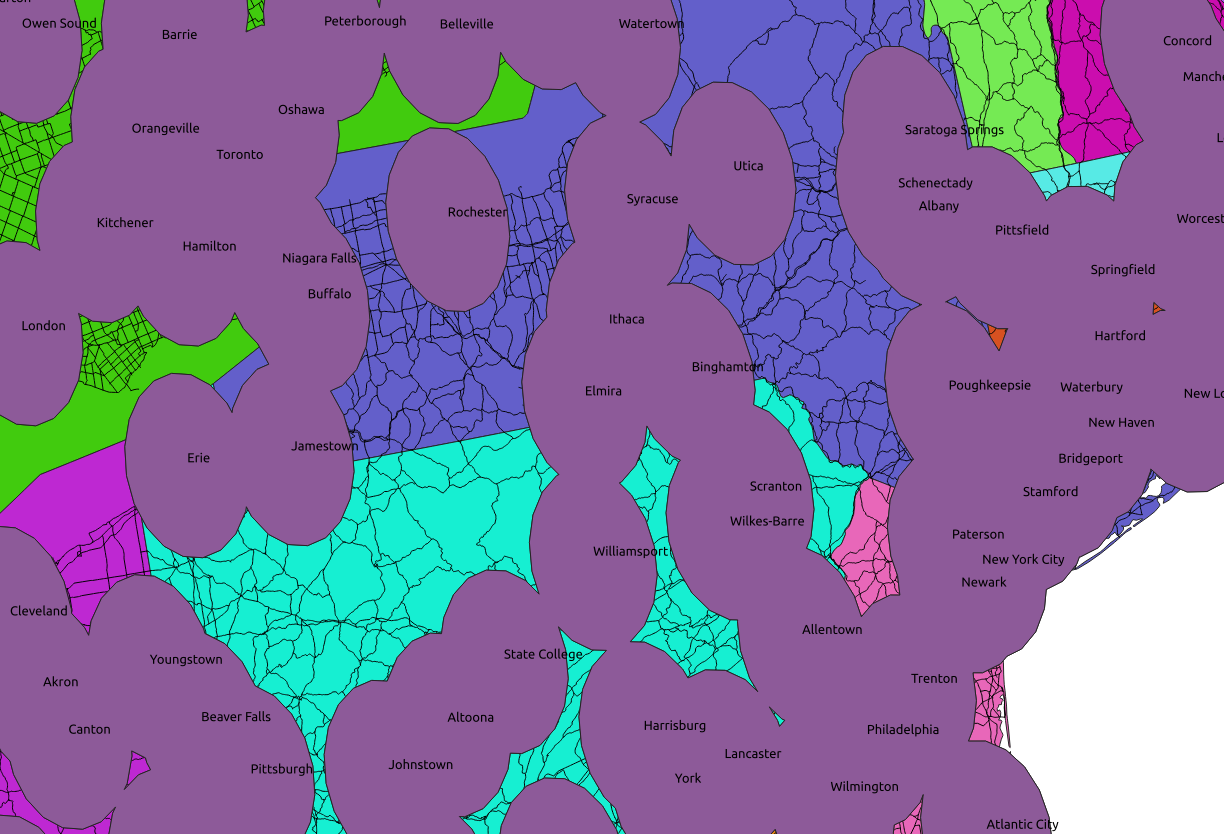 Owen Sound
Barrie
Peterborough
Belleville
Watertown
Concord
Manche
Oshawa
Orangeville
Toronto
Saratoga Springs
Utica
Schenectady
Syracuse
Albany
Rochester
Kitchener
Worcest
Hamilton
Pittsfield
Niagara Falls
Springfield
Buffalo
London
Ithaca
Hartford
Binghamton
Elmira
Poughkeepsie
Waterbury
New Lo
New Haven
Jamestown
Erie
Bridgeport
Scranton
Stamford
Wilkes-Barre
Paterson
Williamsport
New York City
Newark
Cleveland
Allentown
State College
Youngstown
Akron
Trenton
Beaver Falls
Altoona
Harrisburg
Canton
Philadelphia
Lancaster
Pittsburgh
Johnstown
York
Wilmington
Atlantic City